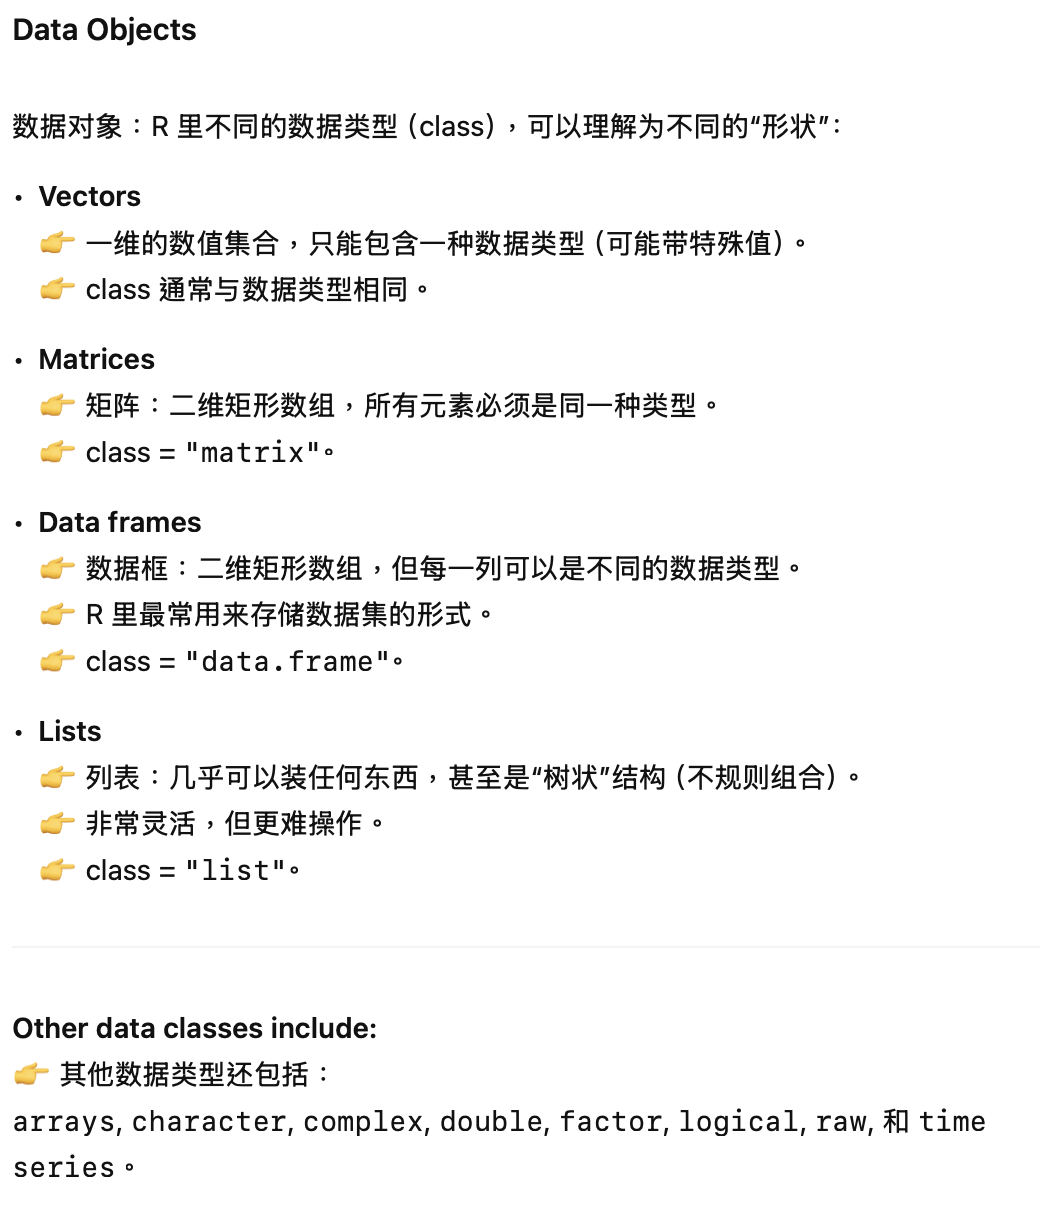 Data Objects
数据对象：R 里不同的数据类型 (class)，可以理解为不同的“形状”：
• Vectors
👉 一维的数值集合，只能包含一种数据类型 (可能带特殊值)。
👉 class 通常与数据类型相同。
• Matrices
👉 矩阵：二维矩形数组，所有元素必须是同一种类型。
👉 class = "matrix"。
• Data frames
👉 数据框：二维矩形数组，但每一列可以是不同的数据类型。
👉 R 里最常用来存储数据集的形式。
👉 class = "data.frame"。
• Lists
👉 列表：几乎可以装任何东西，甚至是“树状”结构 (不规则组合)。
👉 非常灵活，但更难操作。
👉 class = "list"。
Other data classes include:
👉 其他数据类型还包括：
arrays, character, complex, double, factor, logical, raw, 和 time
series。